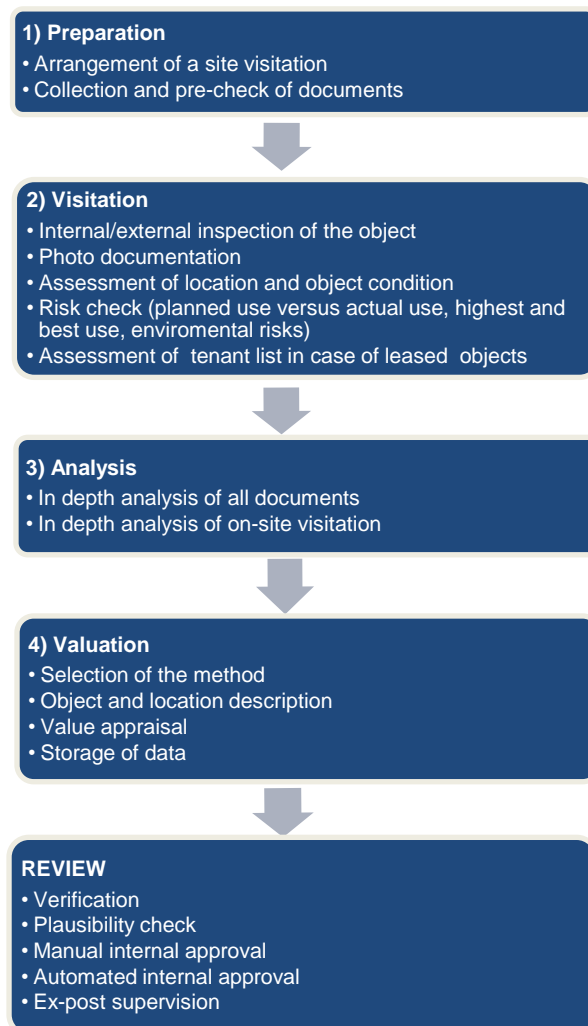 1) Preparation
• Arrangement of a site visitation
• Collection and pre-check of documents
2) Visitation
• Internal/external inspection of the object
• Photo documentation
• Assessment of location and object condition
• Risk check (planned use versus actual use, highest and
best use, enviromental risks)
• Assessment of tenant list in case of leased objects
3) Analysis
• In depth analysis of all documents
• In depth analysis of on-site visitation
4) Valuation
• Selection of the method
• Object and location description
• Value appraisal
• Storage of data
REVIEW
• Verification
• Plausibility check
• Manual internal approval
• Automated internal approval
• Ex-post supervision